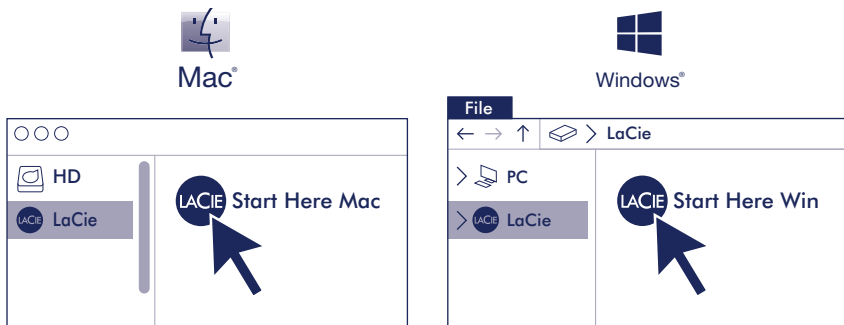 Mac®
HD
LaCie
LACIE Start Here Mac
LACIE
Windows®
File
LaCie
PC
LaCie
LACIE Start Here Win
LACIE